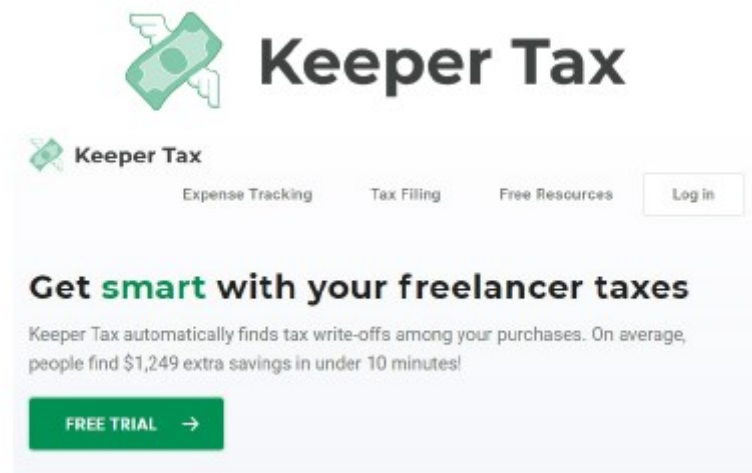 Keeper Tax
Keeper Tax
Expense Tracking Tax Filing Free Resources Log in
Get smart with your freelancer taxes
Keeper Tax automatically finds tax write-offs among your purchases. On average,
people find $1,249 extra savings in under 10 minutes!
FREE TRIAL →